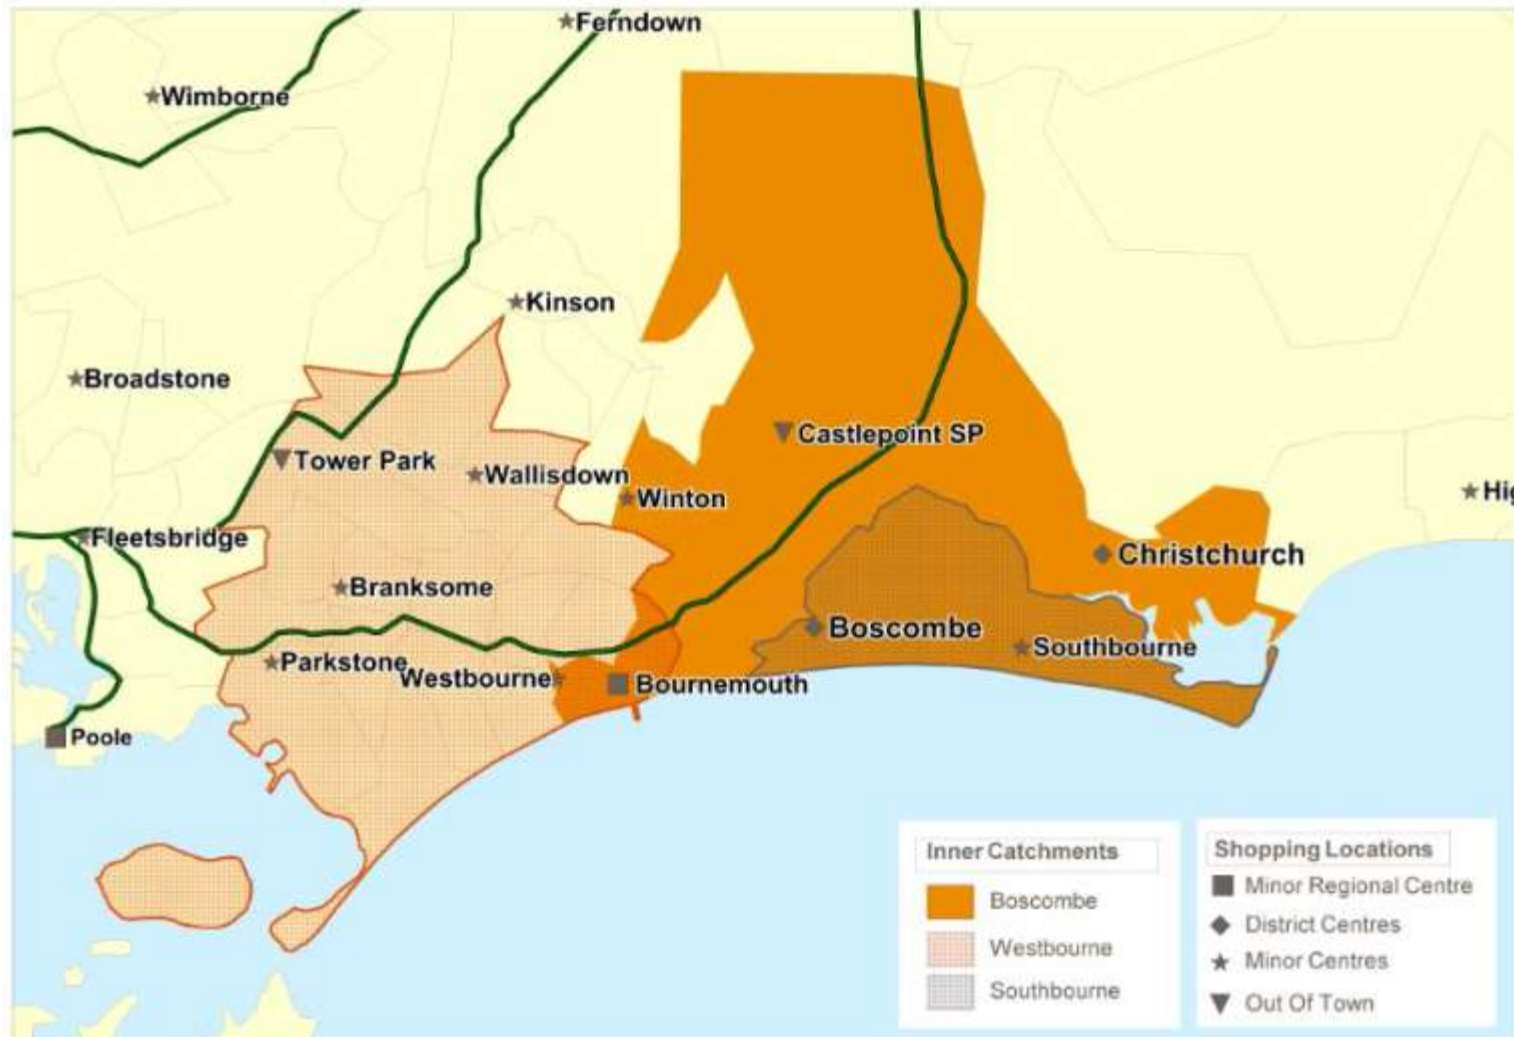 Ferndown
Wimborne
Kinson
Broadstone
Castlepoint SP
Tower Park
Wallisdown
Winton
Hig
Fleetsbridge
Christchurch
Branksome
Boscombe
Southbourne
Parkstone
Westbourne
Bournemouth
Poole
Inner Catchments
Boscombe
Westbourne
Southbourne
Shopping Locations
Minor Regional Centre
District Centres
Minor Centres
Out Of Town